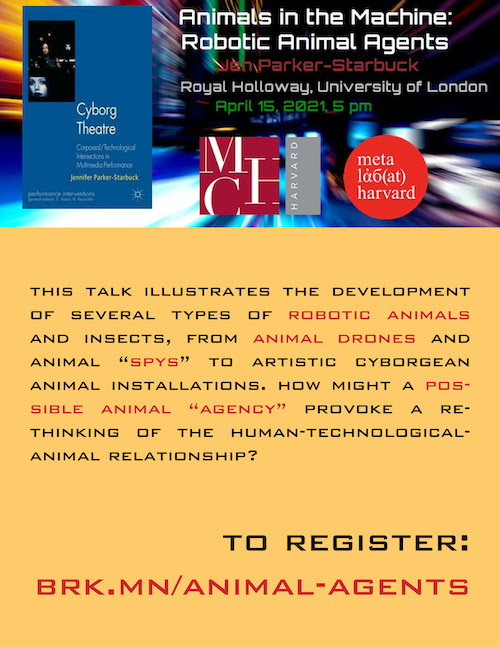 Animals in the Machine:
Robotic Animal Agents
Jen Parker-Starbuck
Royal Holloway, University of London
April 15, 2021, 5 pm
Cyborg
Theatre
Corporeal/Technological
Intersections in
Multimedia Performance
Jennifer Parker-Starbuck
performance interventions
M
H
C
HARVARD
meta
lab(at)
harvard
THIS TALK ILLUSTRATES THE DEVELOPMENT
OF SEVERAL TYPES OF ROBOTIC ANIMALS
AND INSECTS, FROM ANIMAL DRONES AND
ANIMAL “SPYS” TO ARTISTIC CYBORGEAN
ANIMAL INSTALLATIONS. HOW MIGHT A POS-
SIBLE ANIMAL “AGENCY” PROVOKE A RE-
THINKING OF THE HUMAN-TECHNOLOGICAL-
ANIMAL RELATIONSHIP?
TO REGISTER:
BRK.MN/ANIMAL-AGENTS